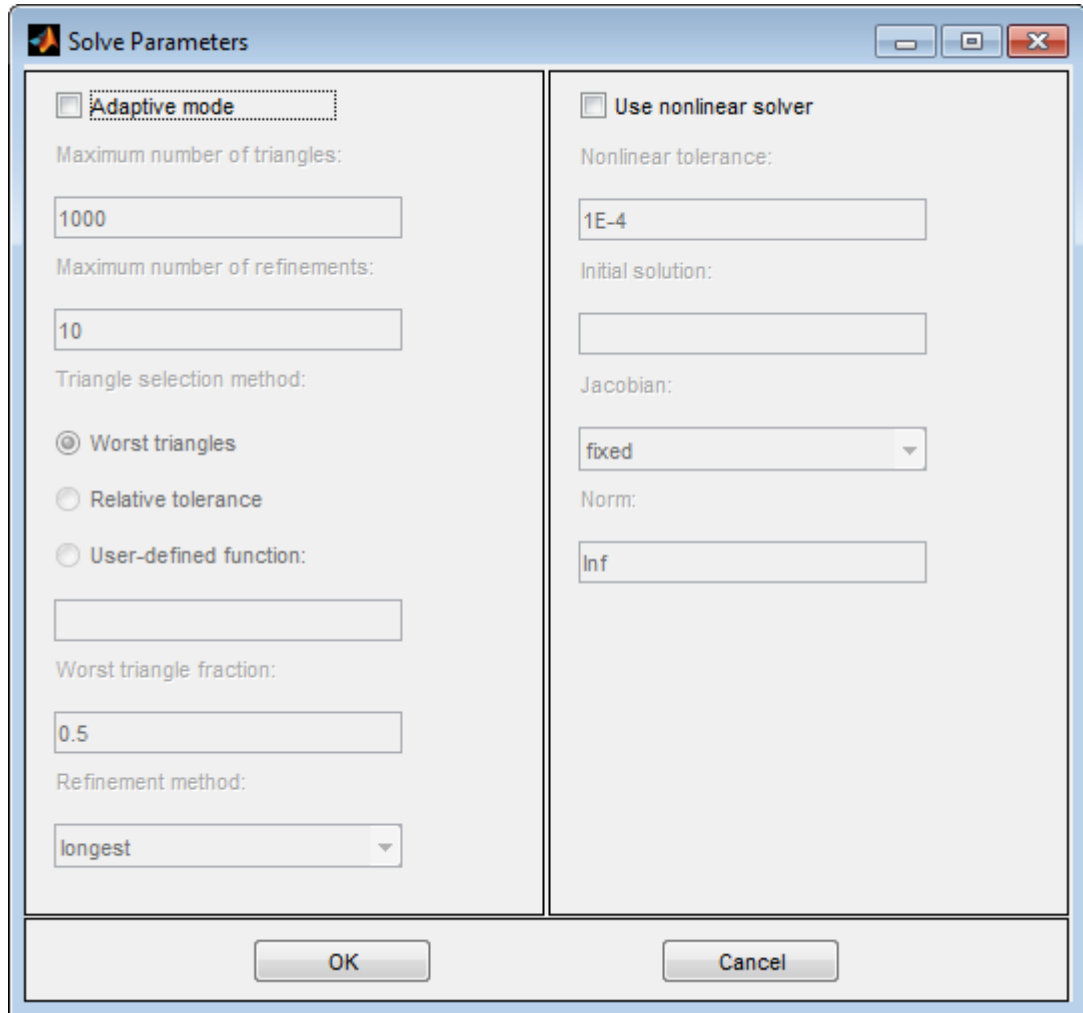 Solve Parameters
Adaptive mode
Maximum number of triangles:
1000
Maximum number of refinements:
10
Triangle selection method:
Worst triangles
Relative tolerance
User-defined function:
Worst triangle fraction:
0.5
Refinement method:
longest
Use nonlinear solver
Nonlinear tolerance:
1E-4
Initial solution:
Jacobian:
fixed
Norm:
Inf
OK
Cancel